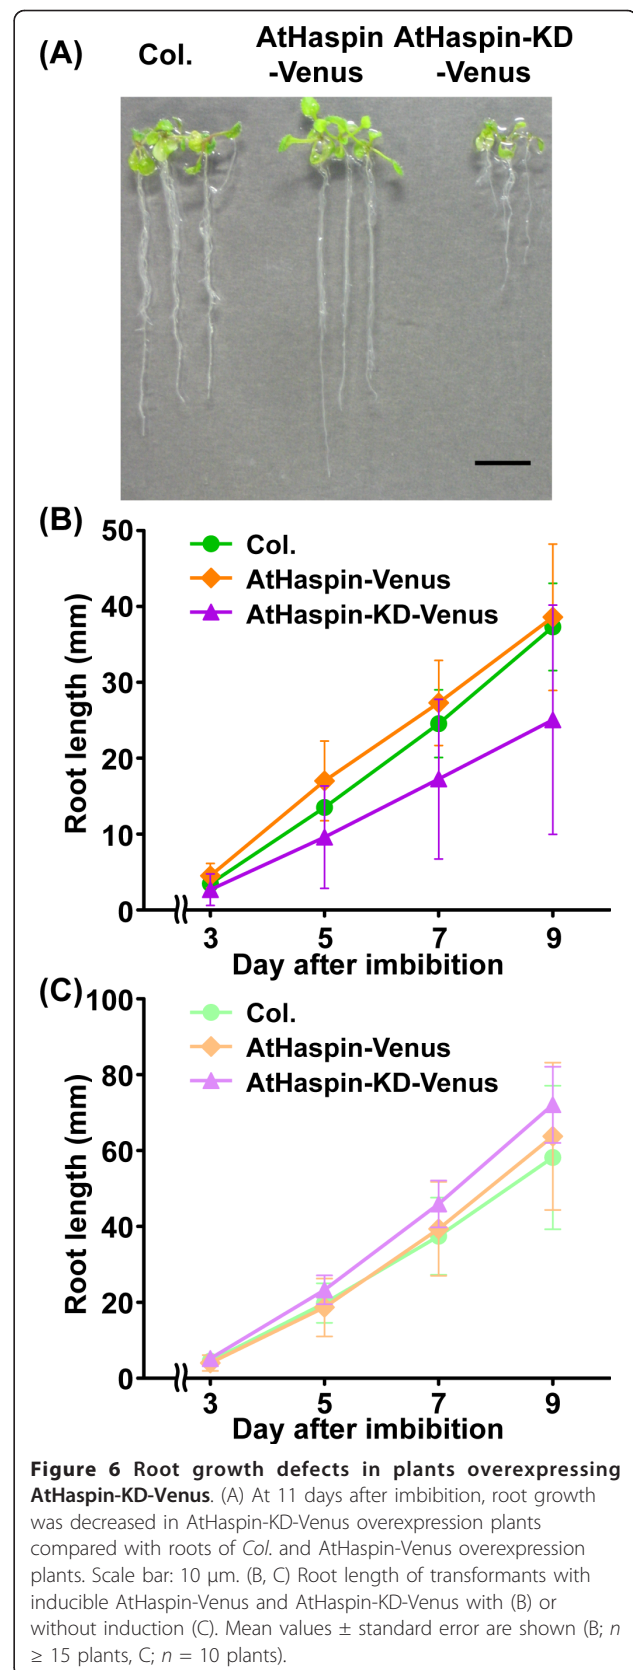 (A) Col. AtHaspin AtHaspin-KD
-Venus -Venus
(B)
50
40
30
20
10
0
Root length (mm)
Col.
AtHaspin-Venus
AtHaspin-KD-Venus
3 5 7 9
Day after imbibition
(C)
100
80
60
40
20
0
Root length (mm)
Col.
AtHaspin-Venus
AtHaspin-KD-Venus
3 5 7 9
Day after imbibition
Figure 6 Root growth defects in plants overexpressing
AtHaspin-KD-Venus. (A) At 11 days after imbibition, root growth
was decreased in AtHaspin-KD-Venus overexpression plants
compared with roots of Col. and AtHaspin-Venus overexpression
plants. Scale bar: 10 μm. (B, C) Root length of transformants with
inducible AtHaspin-Venus and AtHaspin-KD-Venus with (B) or
without induction (C). Mean values ± standard error are shown (B; n
≥ 15 plants, C; n = 10 plants).